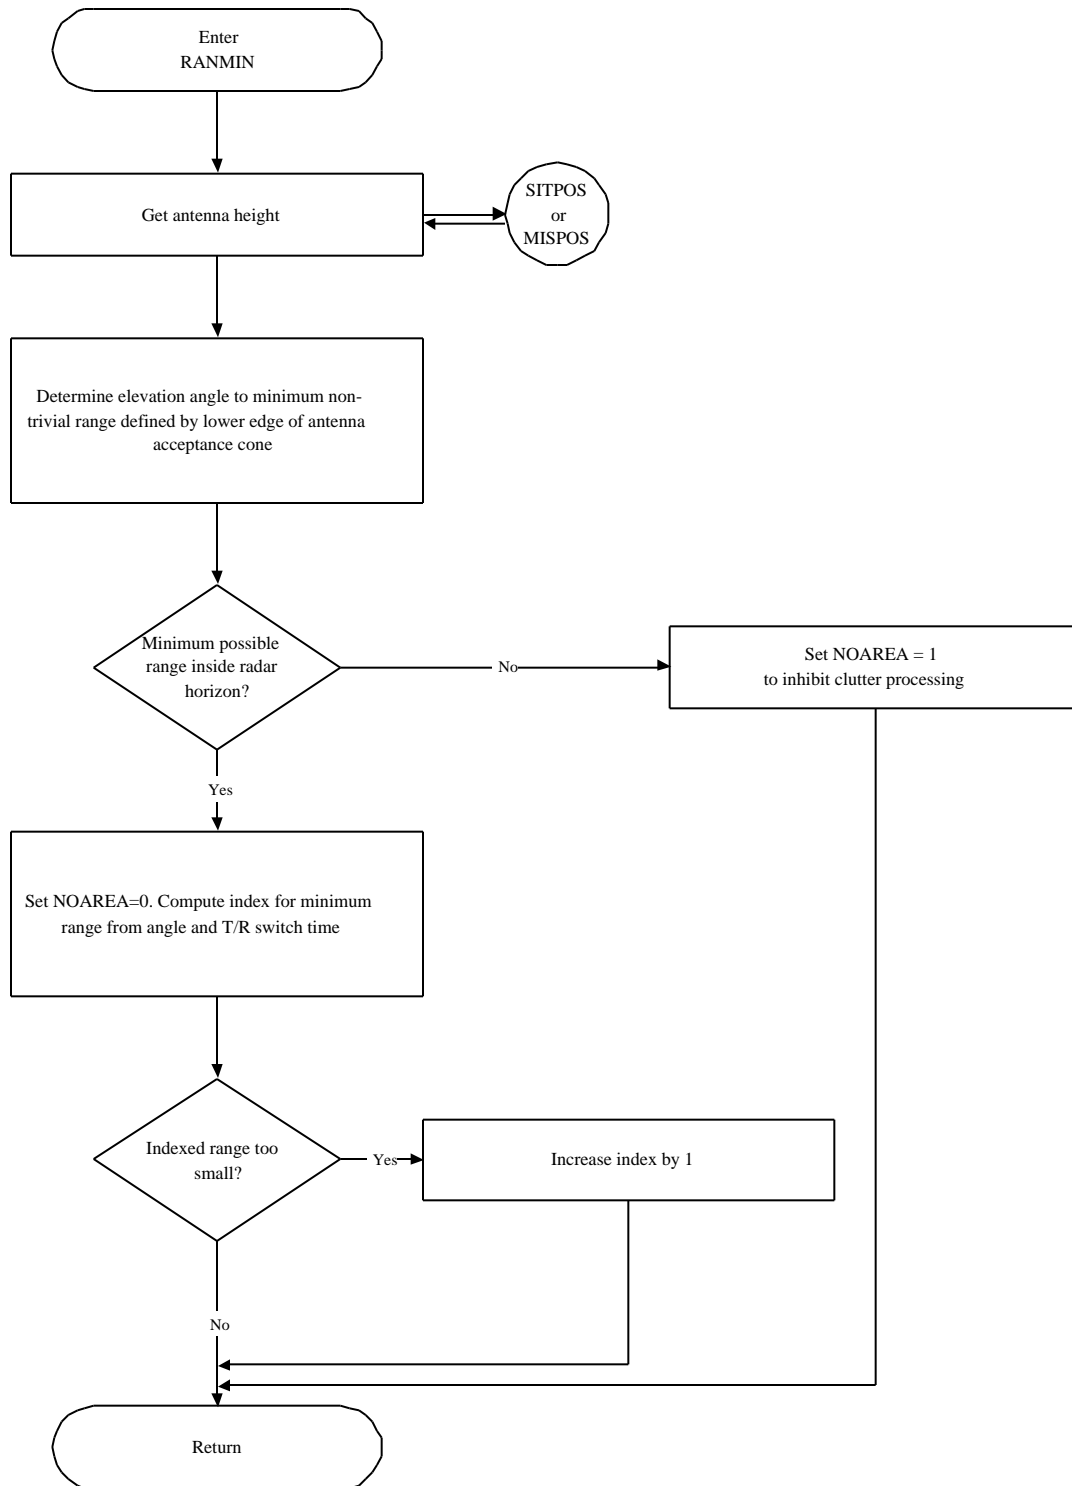 Enter
RANMIN
Get antenna height
SITPOS
or
MISPOS
Determine elevation angle to minimum non-
trivial range defined by lower edge of antenna
acceptance cone
Minimum possible
range inside radar
horizon?
No
Set NOAREA = 1
to inhibit clutter processing
Yes
Set NOAREA=0. Compute index for minimum
range from angle and T/R switch time
Indexed range too
small?
Yes
Increase index by 1
No
Return